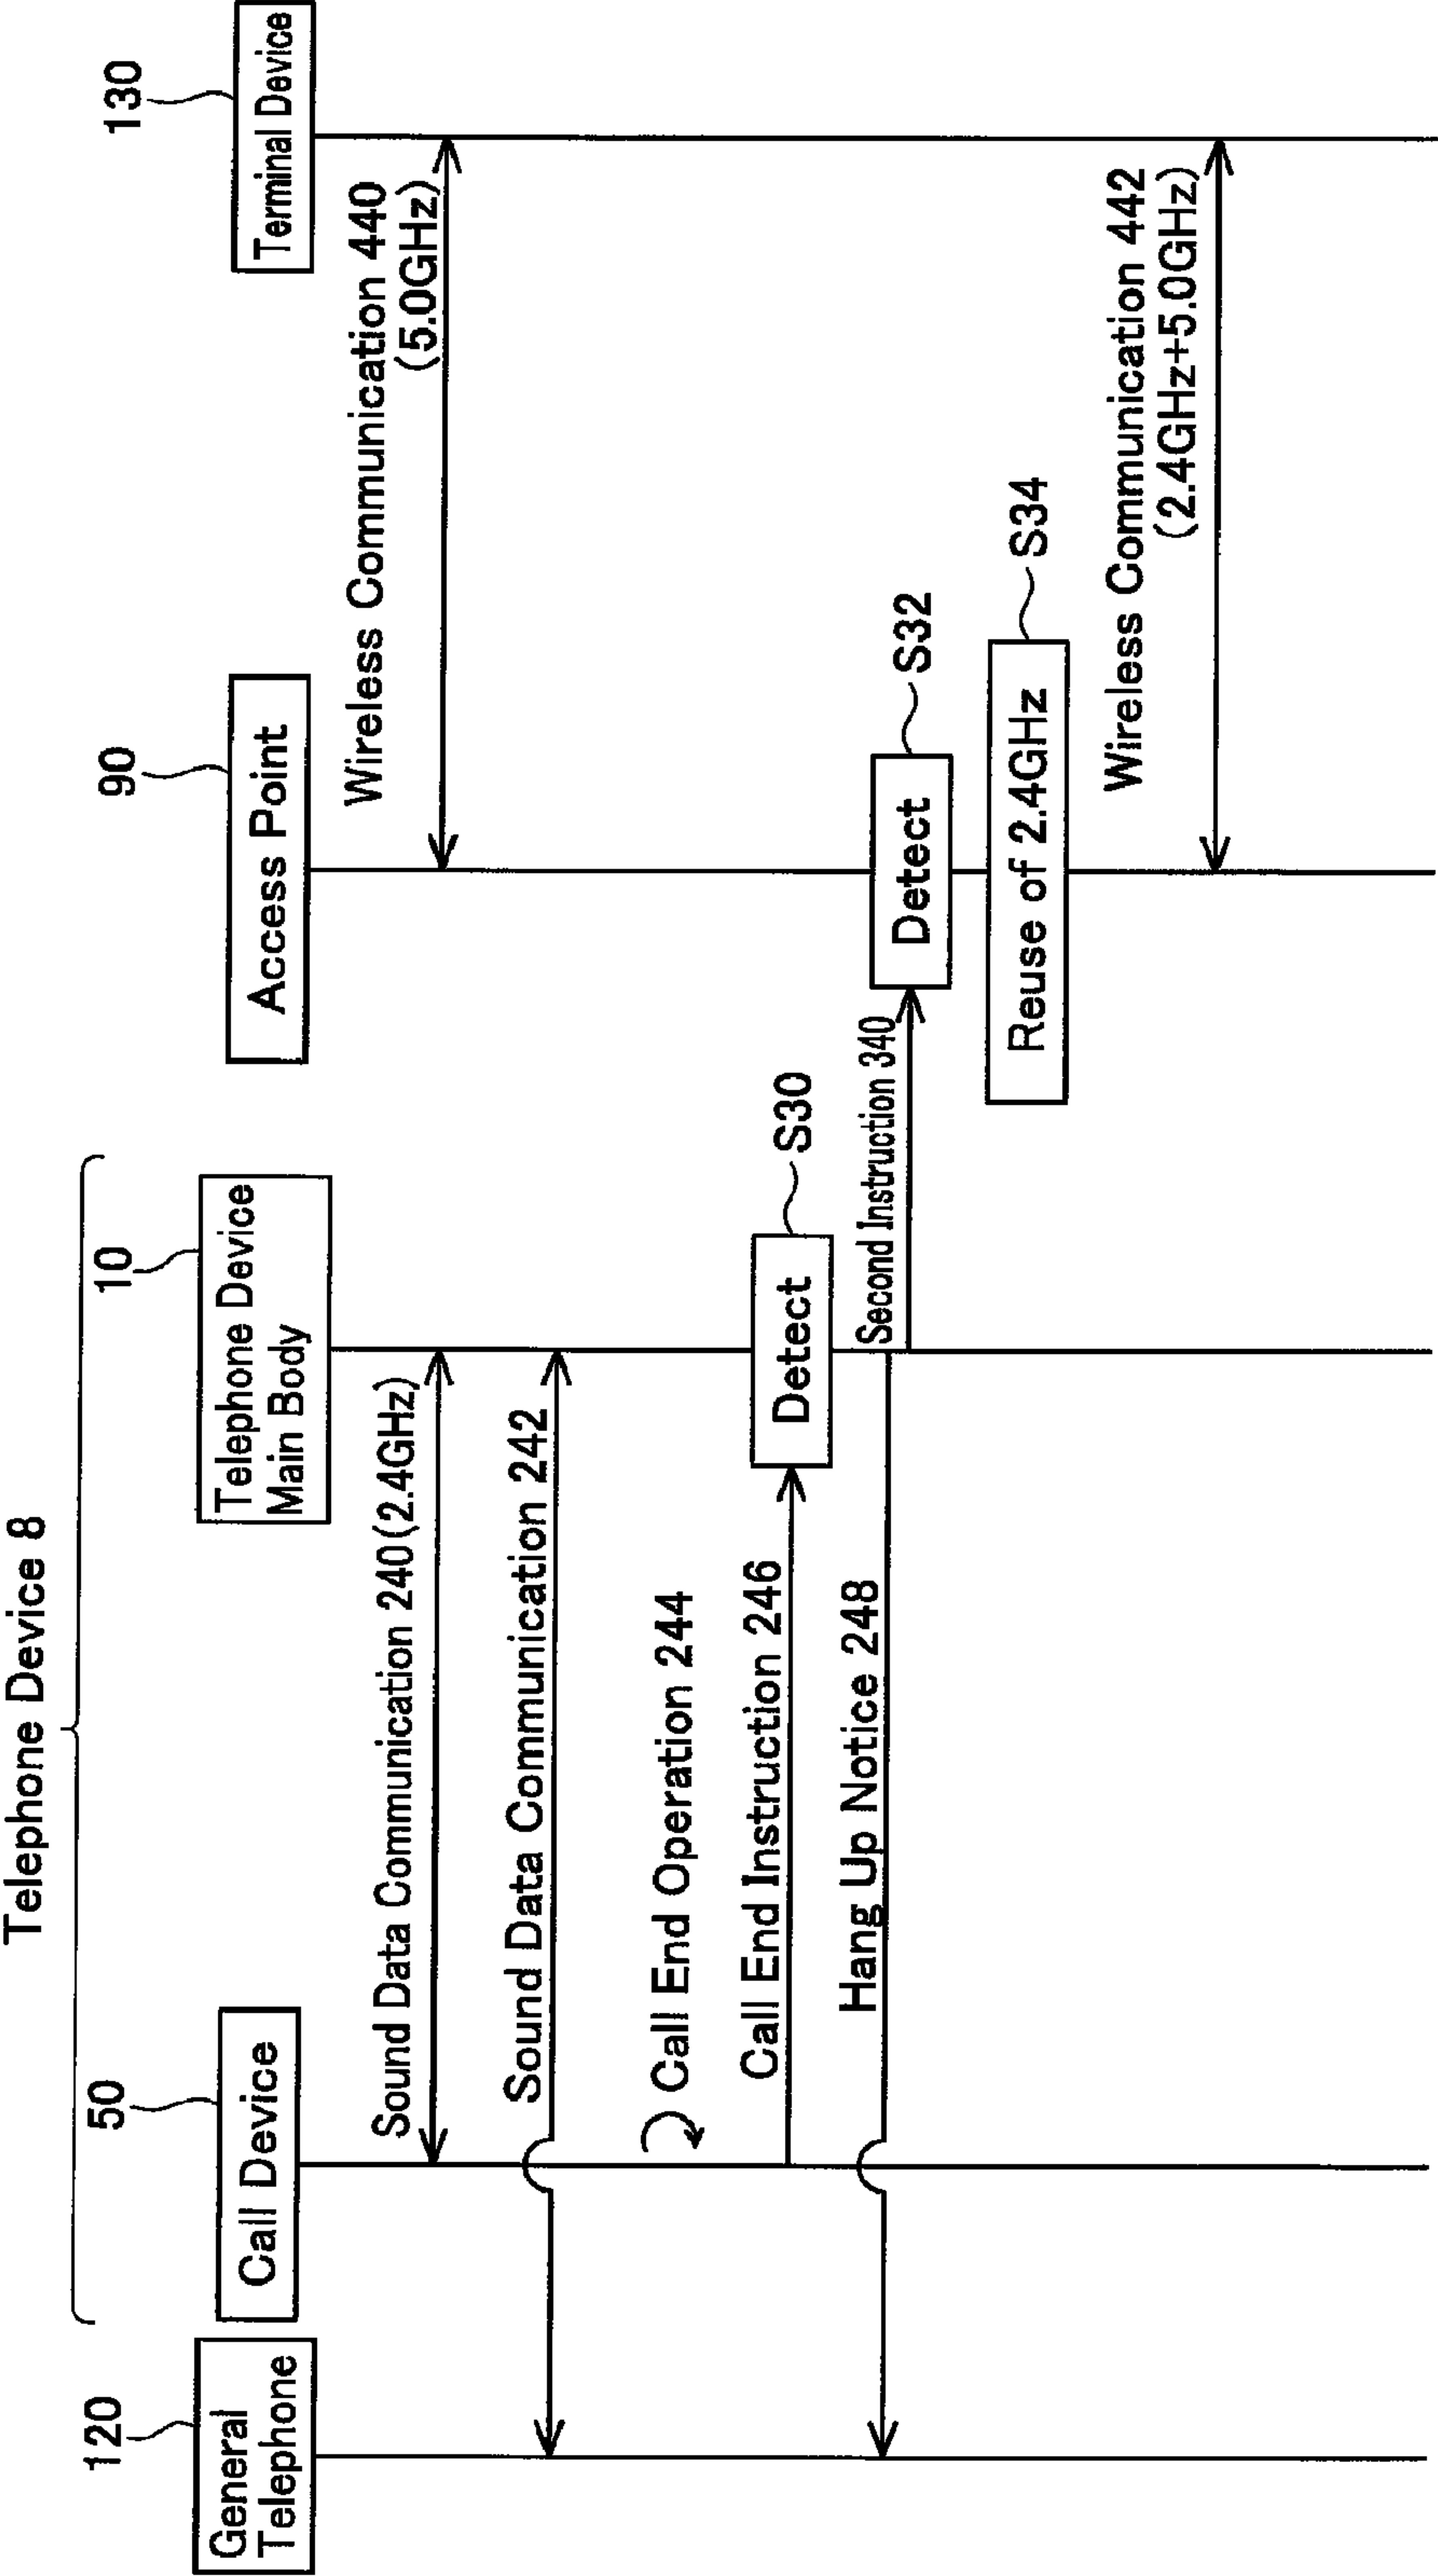 Telephone Device 8
120
50
10
90
130
General
Telephone
Call Device
Telephone Device
Main Body
Access Point
Terminal Device
Sound Data Communication 240(2.4GHz)
Wireless Communication 440
(5.0GHz)
Sound Data Communication 242
Call End Operation 244
Call End Instruction 246
Detect
S30
Hang Up Notice 248
Second Instruction 340
Detect
S32
Reuse of 2.4GHz
S34
Wireless Communication 442
(2.4GHz+5.0GHz)